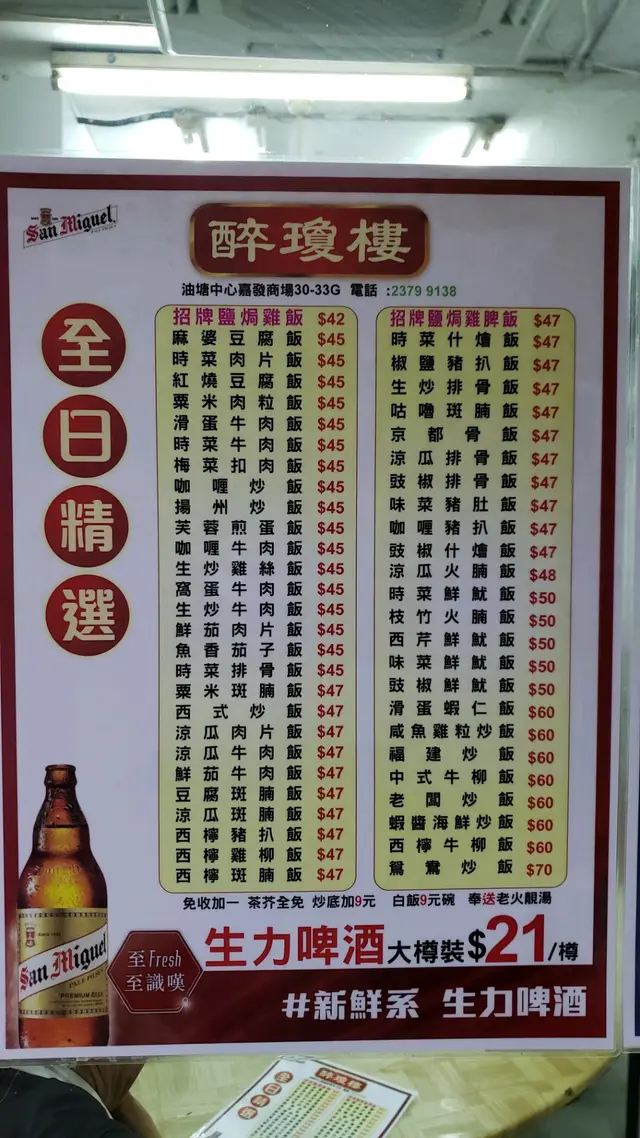 San Miguel
PALE PILSEN
醉瓊樓
油塘中心嘉發商場30-33G 電話 :2379 9138
全日精選
招牌鹽焗雞飯 $42
麻婆豆腐飯 $45
時菜肉片飯 $45
紅燒豆腐飯 $45
粟米肉粒飯 $45
滑蛋牛肉飯 $45
時菜牛肉飯 $45
梅菜扣肉飯 $45
咖喱炒飯 $45
揚州炒飯 $45
芙蓉煎蛋飯 $45
咖喱牛肉飯 $45
生炒雞絲飯 $45
窩蛋牛肉飯 $45
生炒牛肉飯 $45
鮮茄肉片飯 $45
魚香茄子飯 $45
時菜排骨飯 $45
粟米斑腩飯 $47
西式炒飯 $47
涼瓜肉片飯 $47
涼瓜牛肉飯 $47
鮮茄牛肉飯 $47
豆腐斑腩飯 $47
涼瓜斑腩飯 $47
西檸豬扒飯 $47
西檸雞柳飯 $47
西檸斑腩飯 $47
招牌鹽焗雞脾飯 $47
時菜什燴飯 $47
椒鹽豬扒飯 $47
生炒排骨飯 $47
咕嚕斑腩飯 $47
京都骨飯 $47
涼瓜排骨飯 $47
豉椒排骨飯 $47
味菜豬肚飯 $47
咖喱豬扒飯 $47
豉椒什燴飯 $47
涼瓜火腩飯 $48
時菜鮮魷飯 $50
枝竹火腩飯 $50
西芹鮮魷飯 $50
味菜鮮魷飯 $50
豉椒鮮魷飯 $50
滑蛋蝦仁飯 $60
咸魚雞粒炒飯 $60
福建炒飯 $60
中式牛柳飯 $60
老闆炒飯 $60
蝦醬海鮮炒飯 $60
西檸牛柳飯 $60
鴛鴦炒飯 $70
免收加一 茶芥全免 炒底加9元 白飯9元碗 奉送老火靚湯
San Miguel
PALE PILSEN
PREMIUM BEER
至Fresh
至識嘆
生力啤酒大樽裝$21/樽
#新鮮系 生力啤酒
醉瓊樓
全日精選